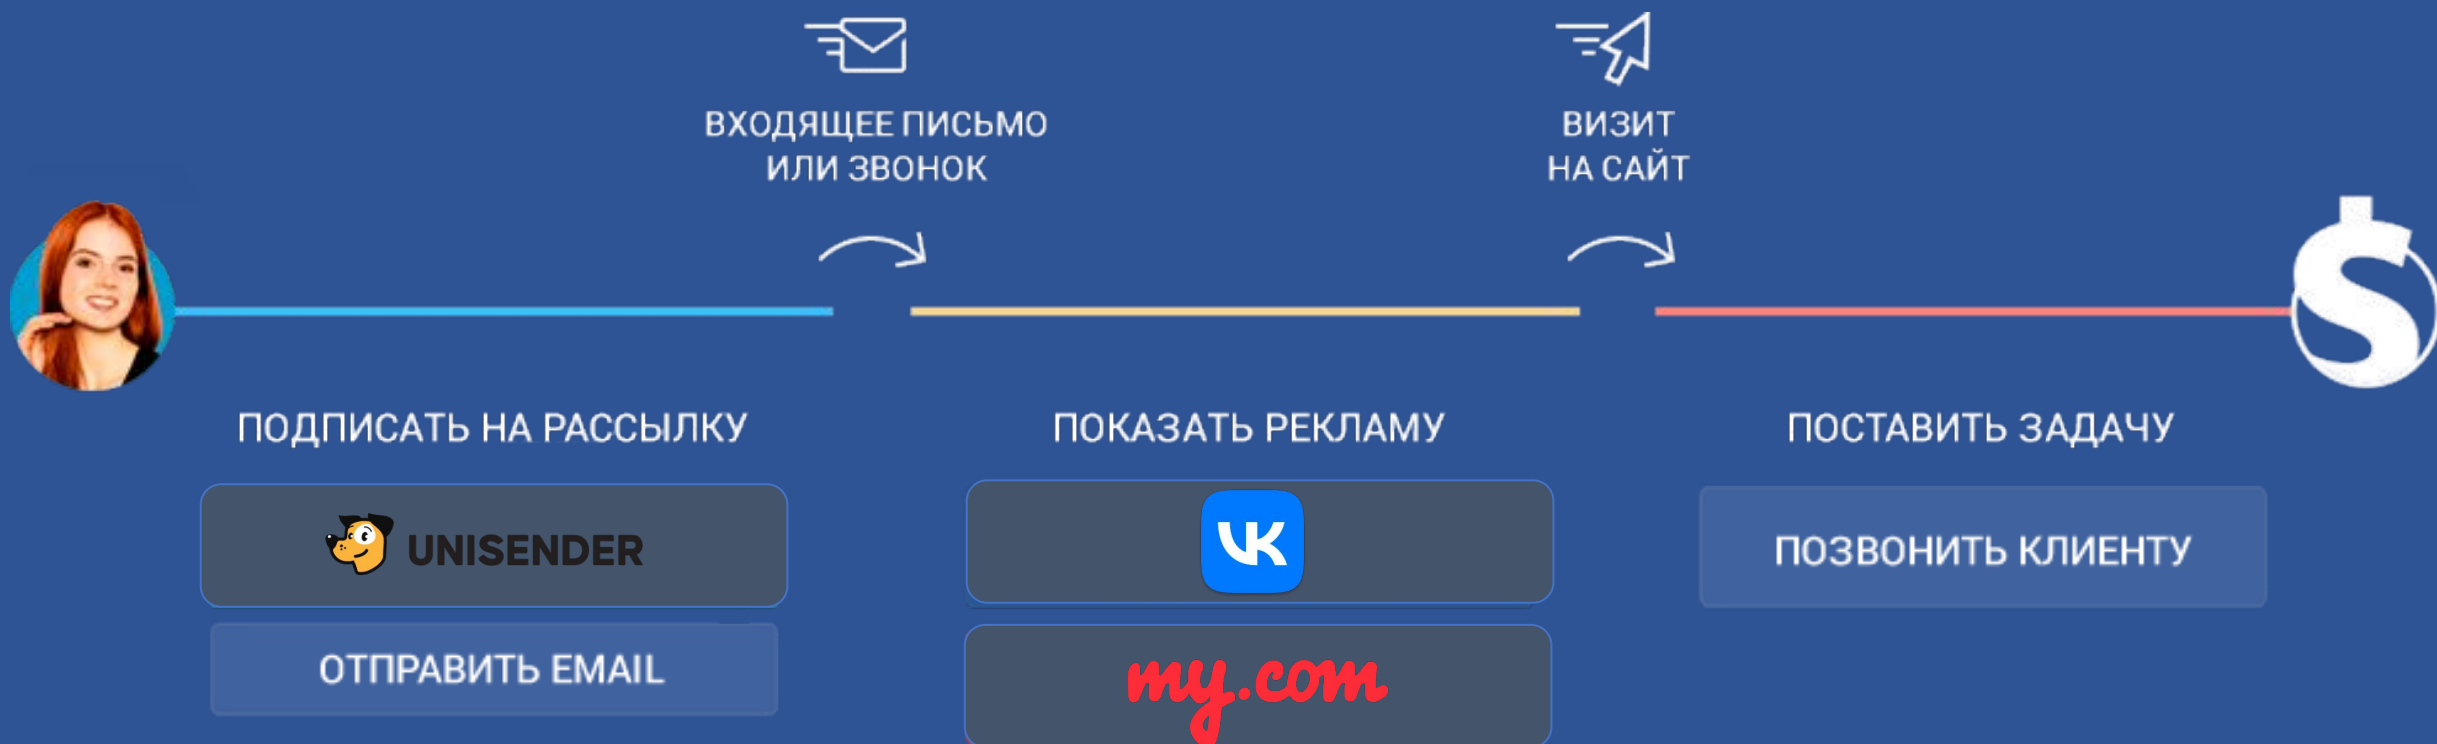 ВХОДЯЩЕЕ ПИСЬМО
ИЛИ ЗВОНОК
ВИЗИТ
НА САЙТ
ПОДПИСАТЬ НА РАССЫЛКУ
ПОКАЗАТЬ РЕКЛАМУ
ПОСТАВИТЬ ЗАДАЧУ
UNISENDER
VK
ПОЗВОНИТЬ КЛИЕНТУ
ОТПРАВИТЬ EMAIL
my.com